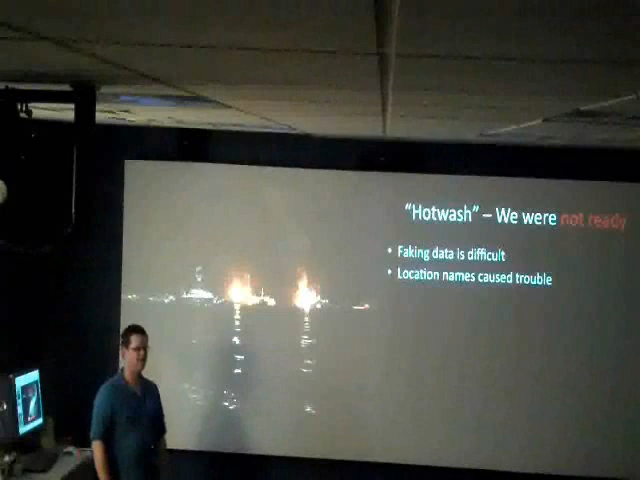 "Hotwash" – We were not ready
• Faking data is difficult
• Location names caused trouble